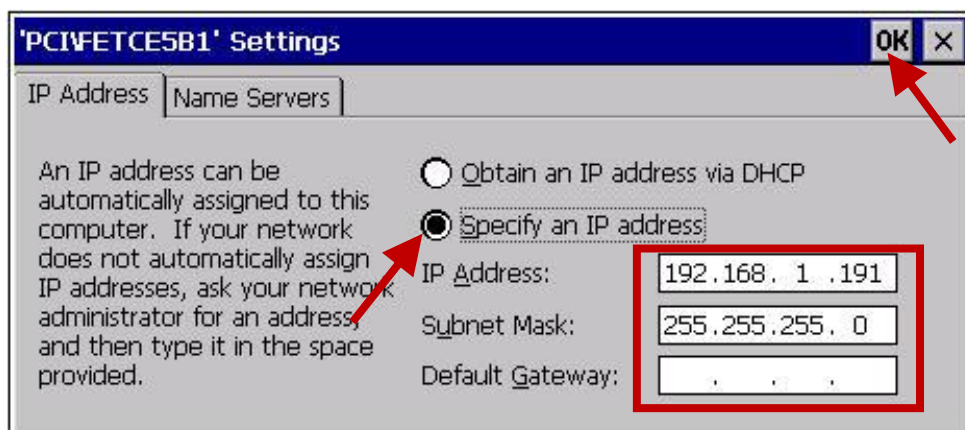 'PCI\FETCE5B1' Settings OK ×
IP Address Name Servers
An IP address can be
automatically assigned to this
computer. If your network
does not automatically assign
IP addresses, ask your network
administrator for an address,
and then type it in the space
provided.
Obtain an IP address via DHCP
Specify an IP address
IP Address: 192.168. 1 .191
Subnet Mask: 255.255.255. 0
Default Gateway: . . .